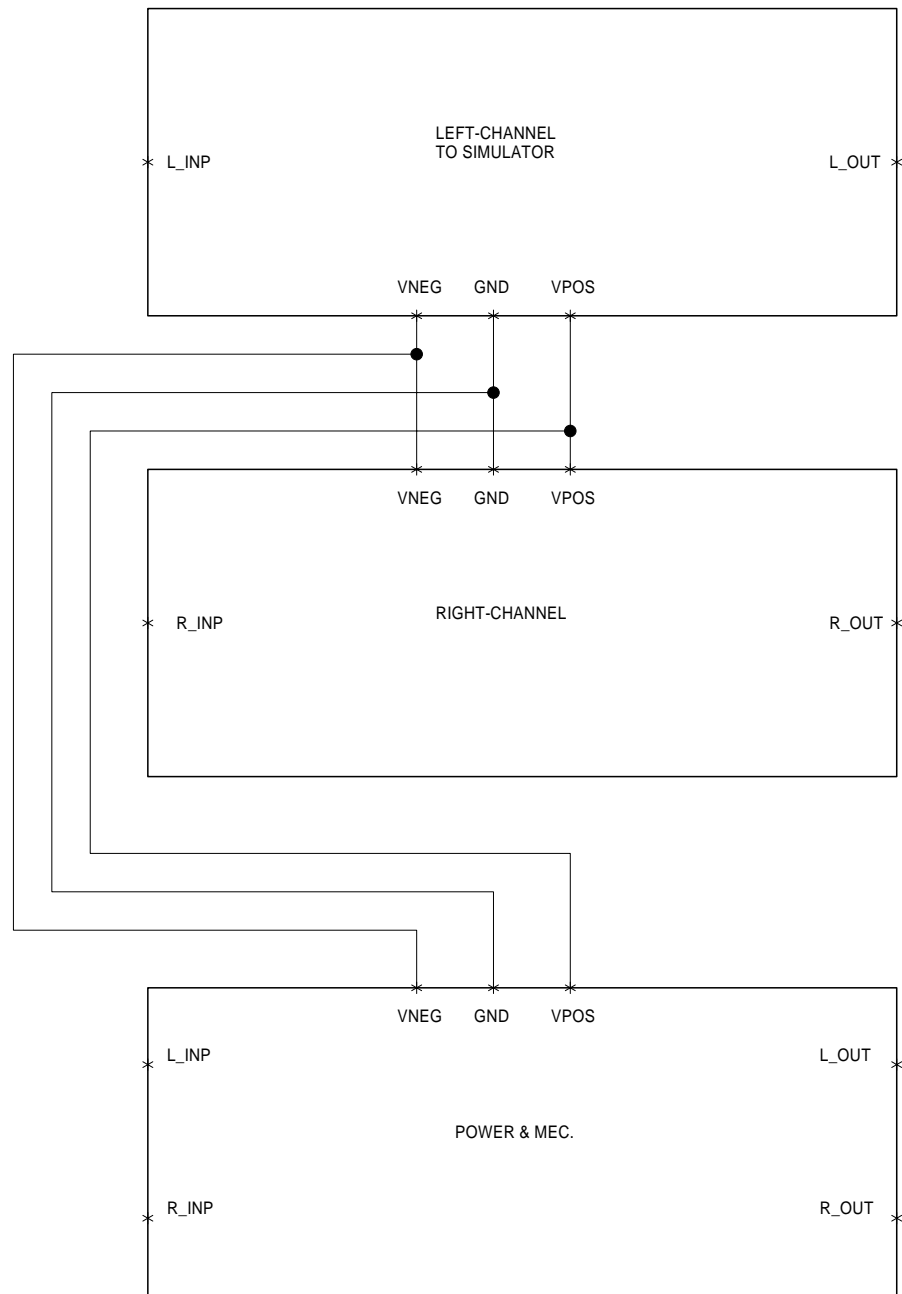 LEFT-CHANNEL
TO SIMULATOR
L_INP
L_OUT
VNEG GND VPOS
VNEG GND VPOS
RIGHT-CHANNEL
R_INP
R_OUT
VNEG GND VPOS
L_INP
L_OUT
POWER & MEC.
R_INP
R_OUT